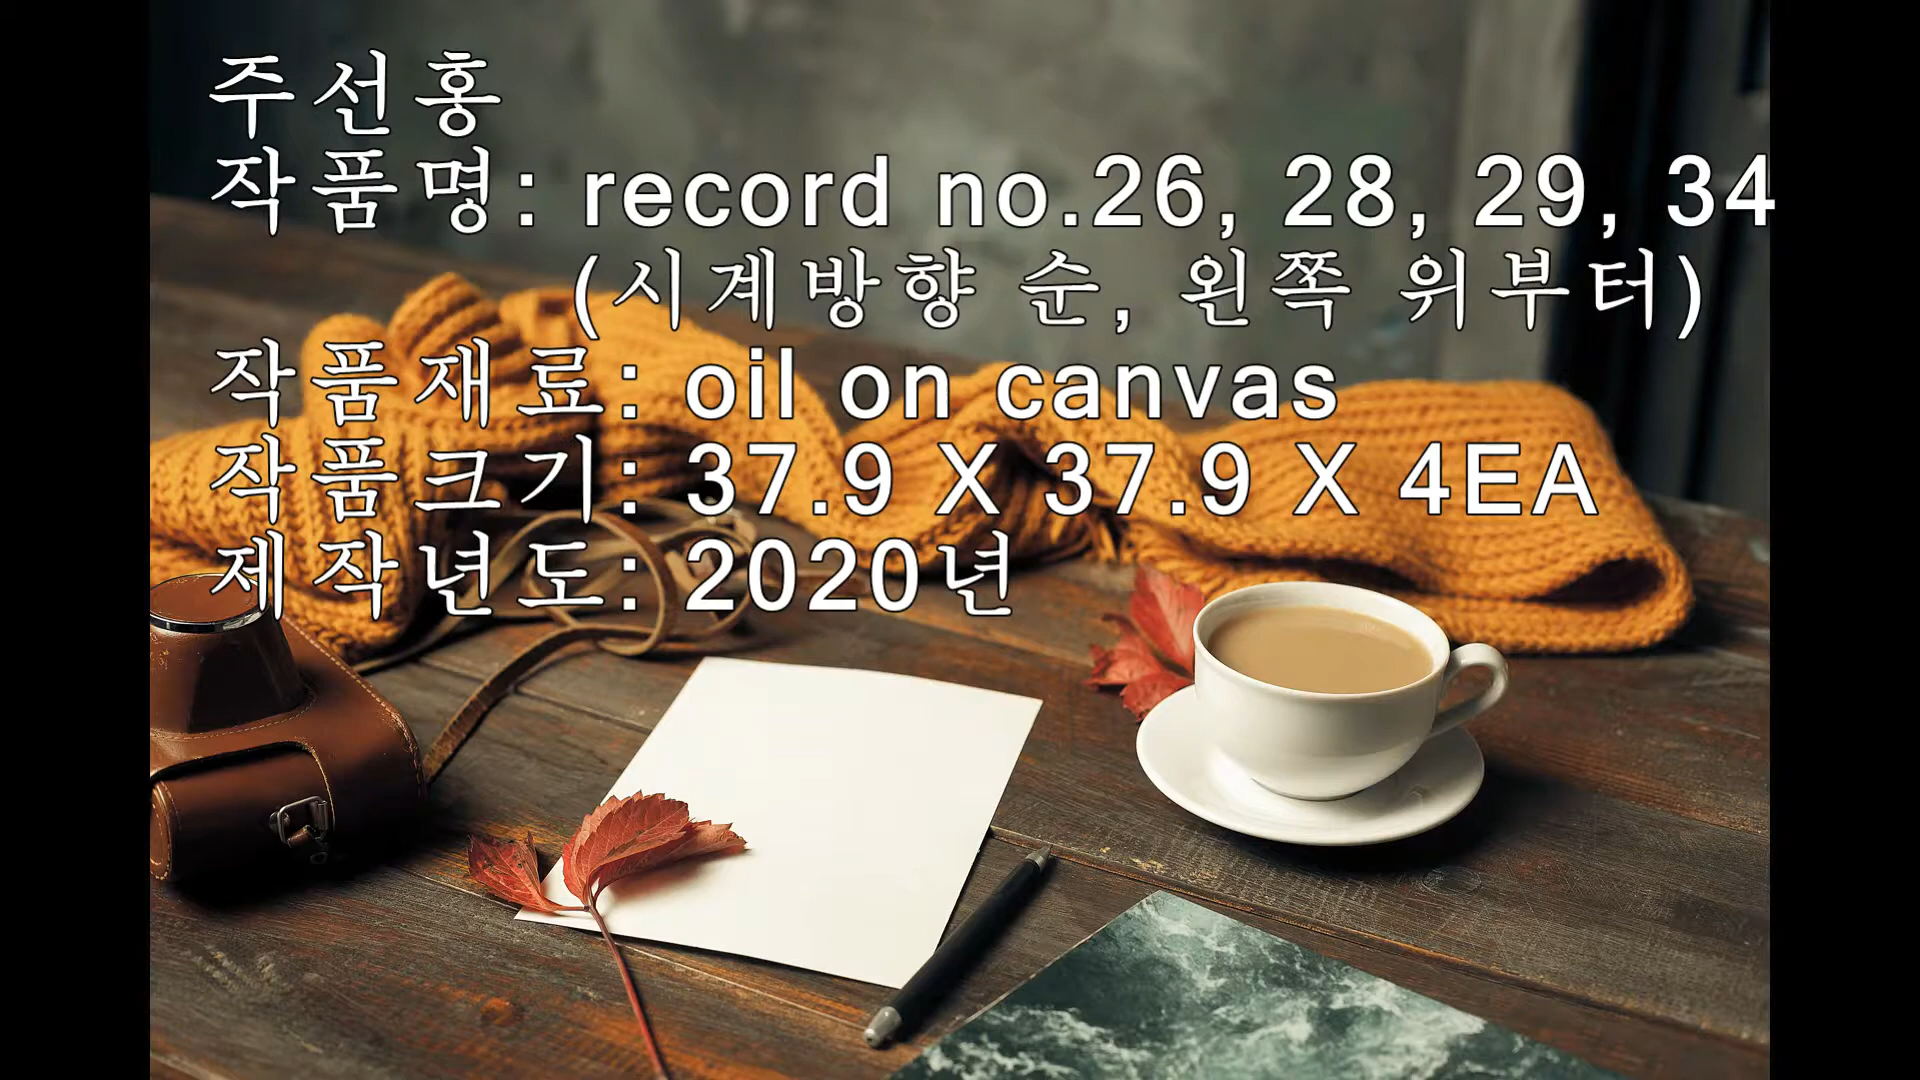 주선홍
작품명: record no.26, 28, 29, 34
(시계방향 순, 왼쪽 위부터)
작품재료: oil on canvas
작품크기: 37.9 X 37.9 X 4EA
제작년도: 2020년